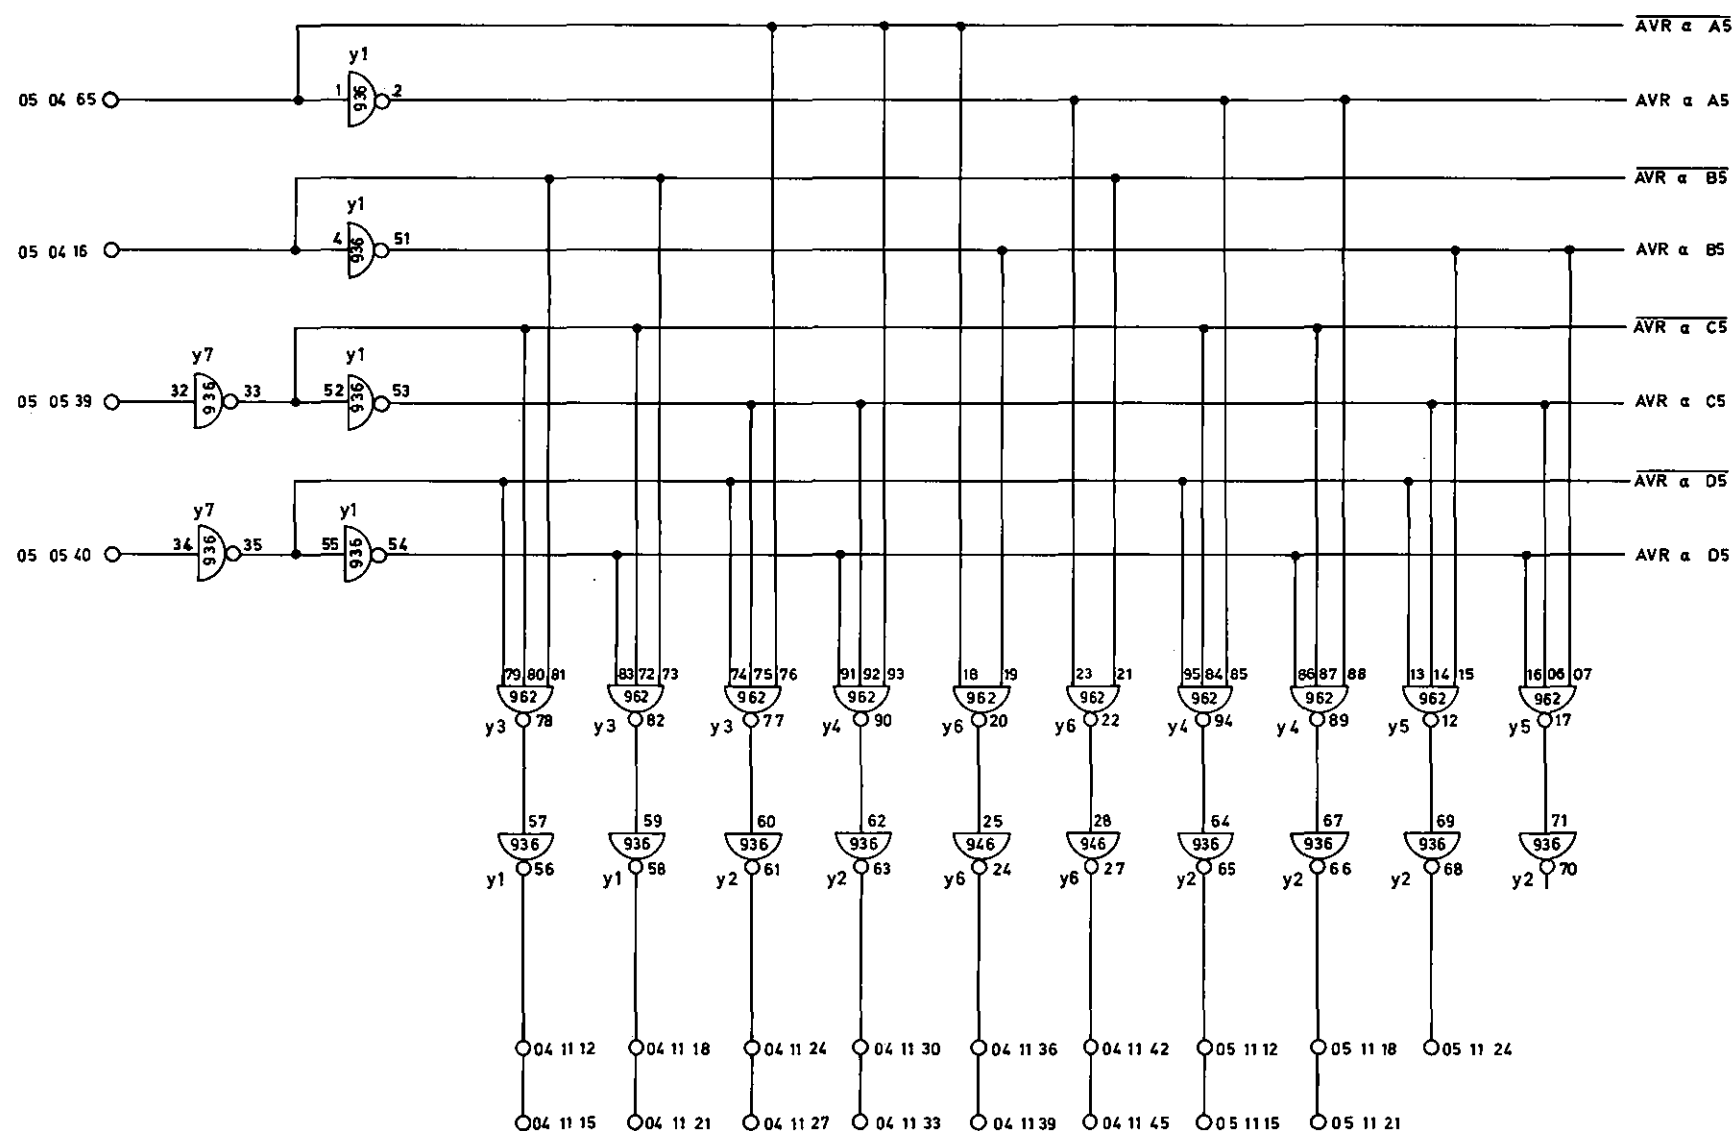 AVR α A5
y1
05 04 65 1 936 2 AVR α A5
AVR α B5
y1
05 04 16 4 936 51 AVR α B5
AVR α C5
y7 y1
05 05 39 32 936 33 52 936 53 AVR α C5
AVR α D5
y7 y1
05 05 40 34 936 35 55 936 54 AVR α D5
79 80 81 83 72 73 74 75 76 91 92 93 18 19 23 21 95 84 85 86 87 88 13 14 15 16 06 07
962 962 962 962 962 962 962 962 962 962
y3 78 y3 82 y3 77 y4 90 y6 20 y6 22 y4 94 y4 89 y5 12 y5 17
57 59 60 62 25 28 64 67 69 71
936 936 936 936 946 946 936 936 936 936
y1 56 y1 58 y2 61 y2 63 y6 24 y6 27 y2 65 y2 66 y2 68 y2 70
04 11 12 04 11 18 04 11 24 04 11 30 04 11 36 04 11 42 05 11 12 05 11 18 05 11 24
04 11 15 04 11 21 04 11 27 04 11 33 04 11 39 04 11 45 05 11 15 05 11 21